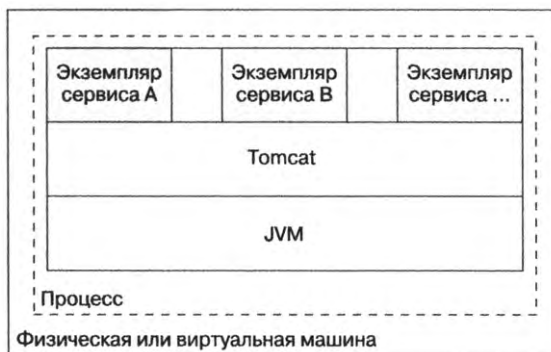 Экземпляр
сервиса A
Экземпляр
сервиса B
Экземпляр
сервиса ...
Tomcat
JVM
Процесс
Физическая или виртуальная машина